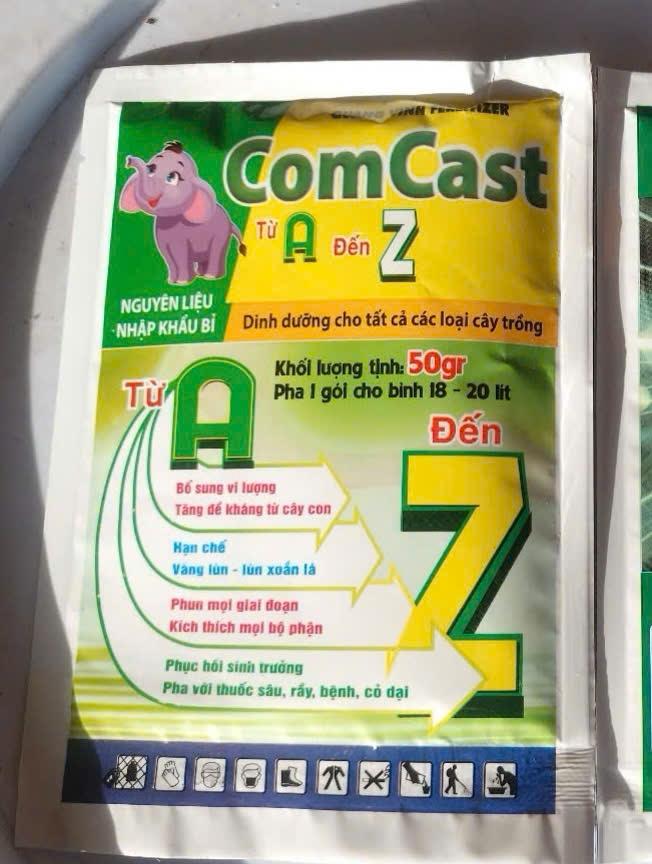 QUANG VINH FERTILIZER
ComCast
Từ A Đến Z
NGUYÊN LIỆU
NHẬP KHẨU BỈ
Dinh dưỡng cho tất cả các loại cây trồng
Khối lượng tịnh: 50gr
Pha 1 gói cho bình 18 - 20 lít
Từ A
Đến Z
Bổ sung vi lượng
Tăng đề kháng từ cây con
Hạn chế
Vàng lùn - lùn xoắn lá
Phun mọi giai đoạn
Kích thích mọi bộ phận
Phục hồi sinh trưởng
Pha với thuốc sâu, rầy, bệnh, cỏ dại